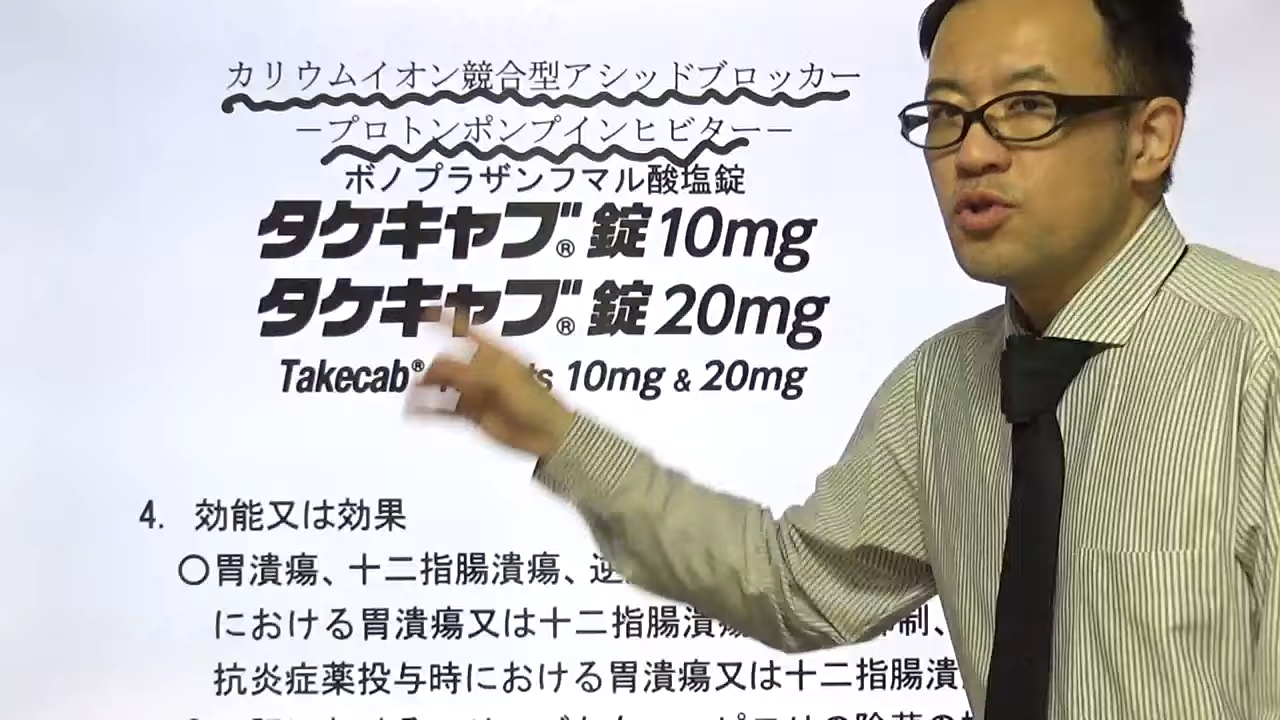 カリウムイオン競合型アシッドブロッカー
－プロトンポンプインヒビター－
ボノプラザンフマル酸塩錠
タケキャブ®錠10mg
タケキャブ®錠20mg
Takecab® 10mg & 20mg
4. 効能又は効果
○胃潰瘍、十二指腸潰瘍、逆
における胃潰瘍又は十二指腸潰瘍 制、
抗炎症薬投与時における胃潰瘍又は十二指腸潰